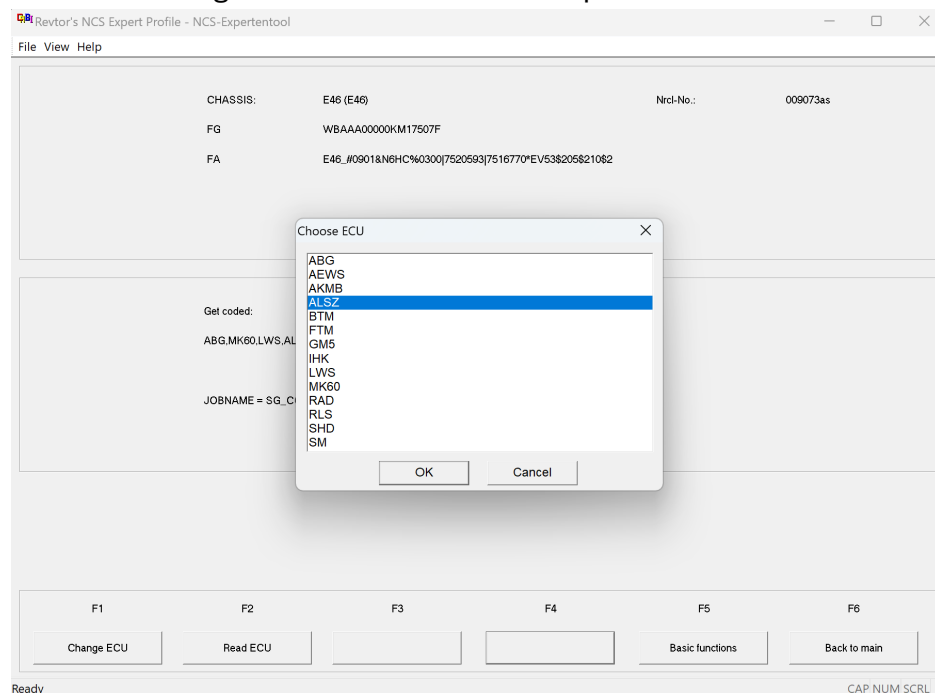 Revtor's NCS Expert Profile - NCS-Expertentool
File View Help
CHASSIS: E46 (E46) Nrcl-No.: 009073as
FG WBAAA00000KM17507F
FA E46_#0901&N6HC%0300|7520593|7516770*EV53$205$210$2
Choose ECU
ABG
AEWS
AKMB
ALSZ
BTM
FTM
GM5
IHK
LWS
MK60
RAD
RLS
SHD
SM
OK Cancel
Get coded:
ABG,MK60,LWS,AL
JOBNAME = SG_C
F1 F2 F3 F4 F5 F6
Change ECU Read ECU Basic functions Back to main
Ready CAP NUM SCRL